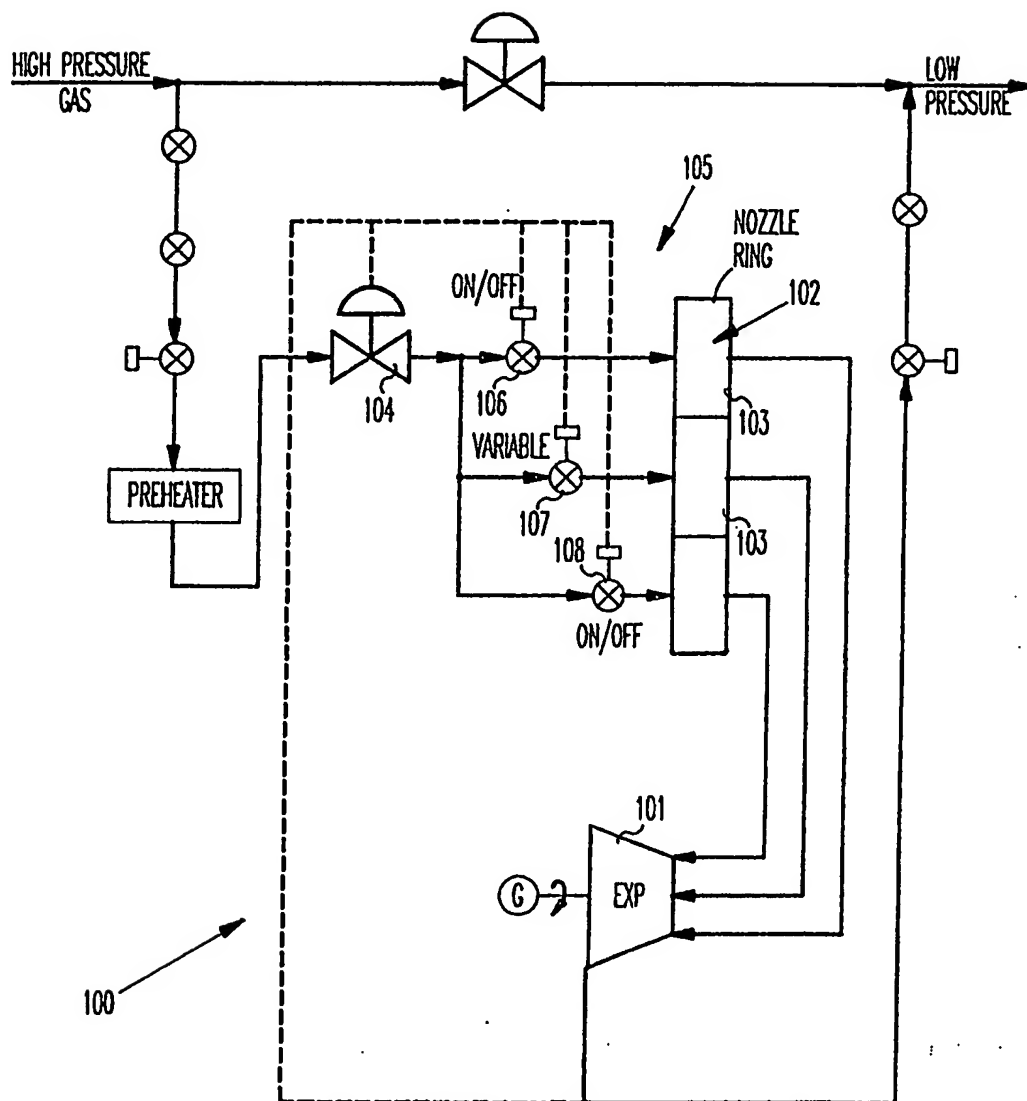 HIGH PRESSURE
GAS
LOW
PRESSURE
105
NOZZLE
RING
102
ON/OFF
104
106
103
VARIABLE
107
103
PREHEATER
108
ON/OFF
101
G
EXP
100